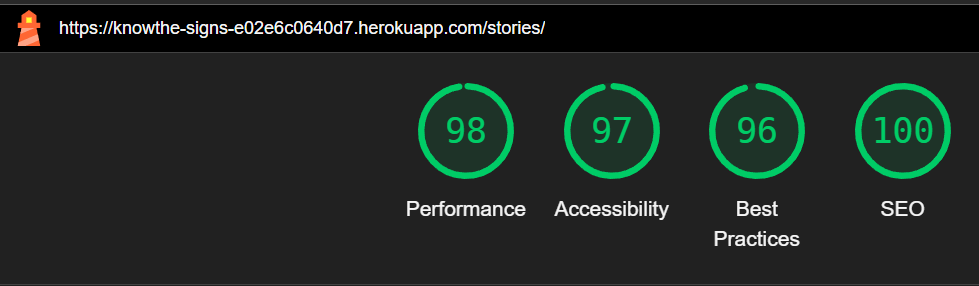 https://knowthe-signs-e02e6c0640d7.herokuapp.com/stories/
98 97 96 100
Performance Accessibility Best Practices SEO